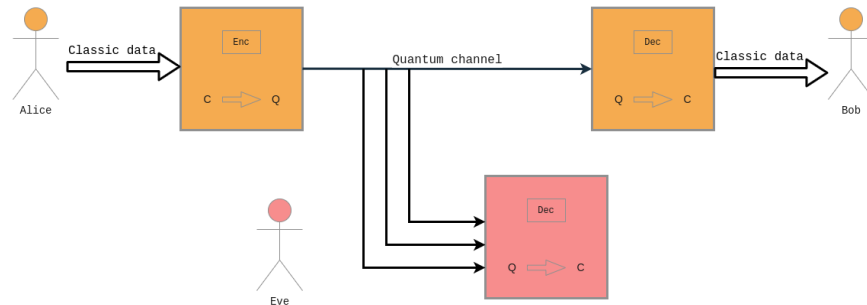 Classic data
Enc
C Q
Alice
Quantum channel
Dec
Q C
Classic data
Bob
Dec
Q C
Eve